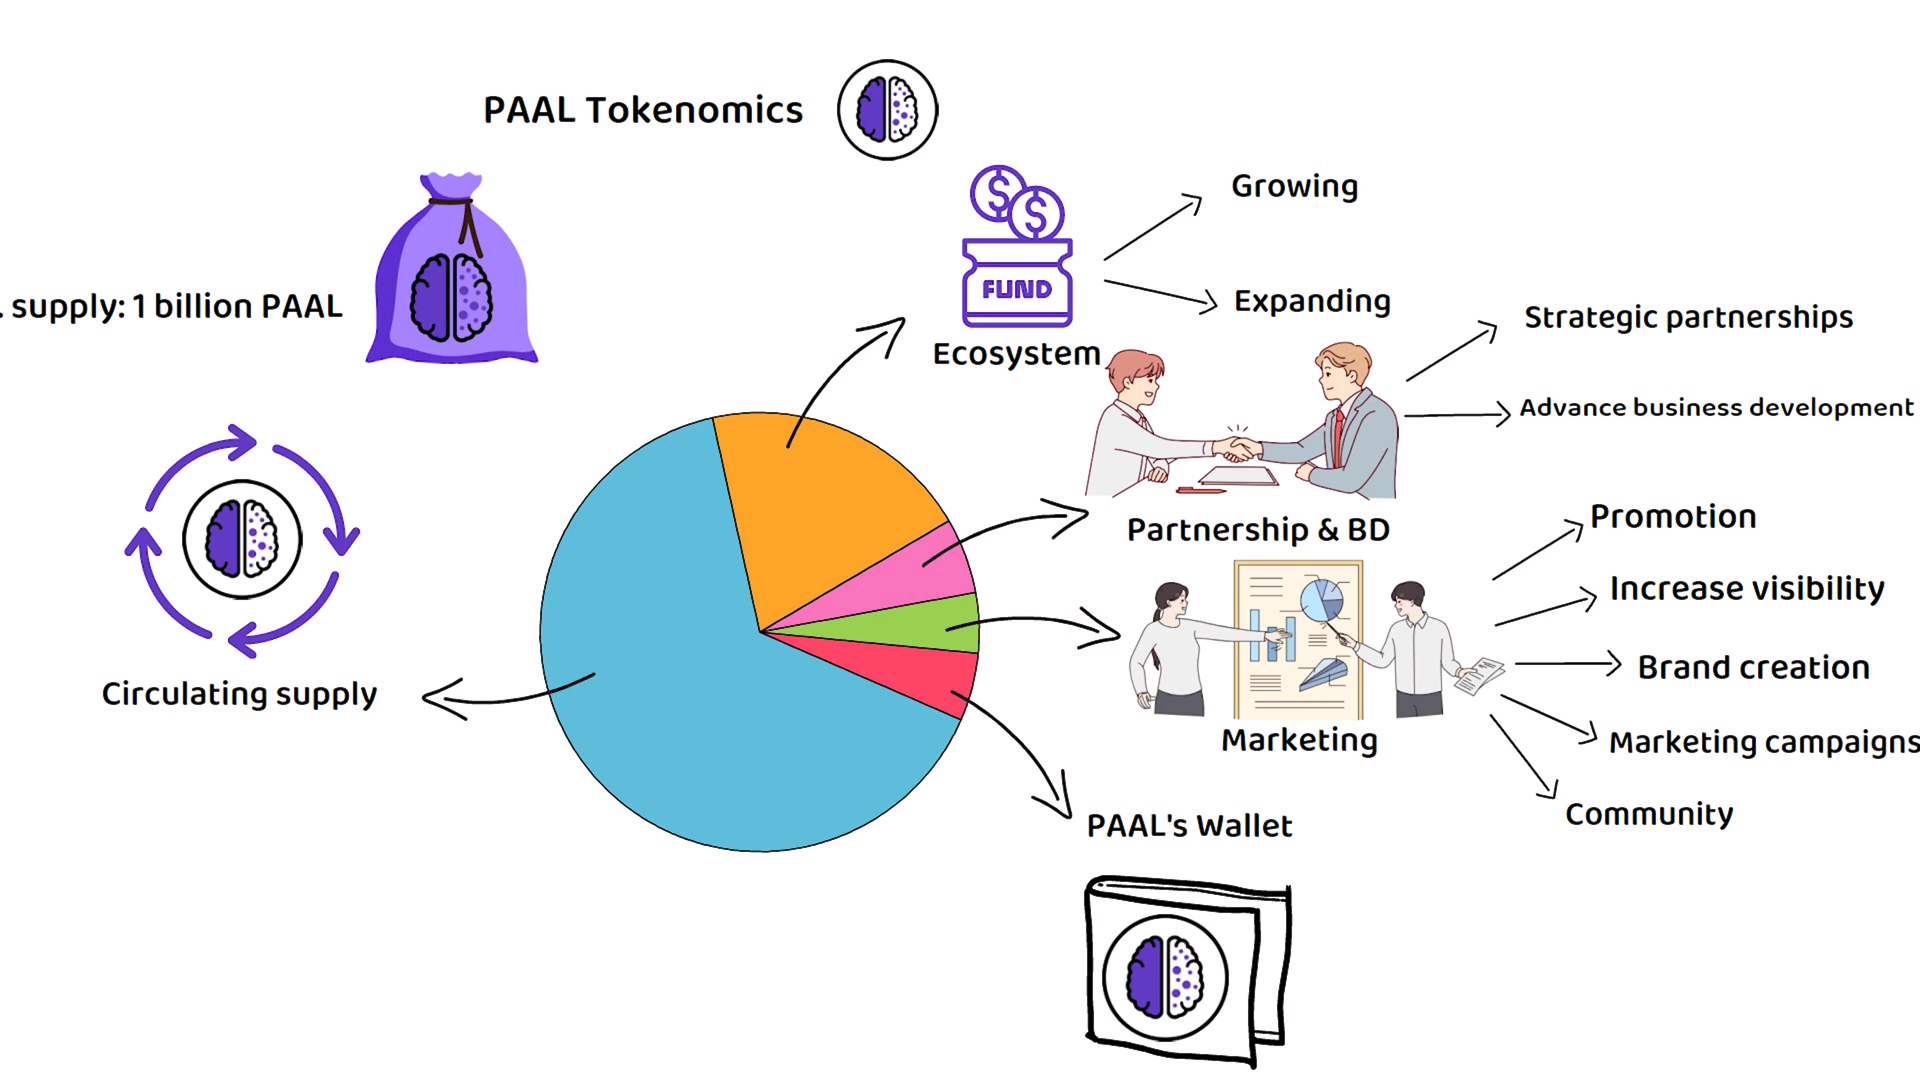 PAAL Tokenomics
. supply: 1 billion PAAL
$
$
FUND
Ecosystem
Growing
Expanding
Strategic partnerships
Advance business development
Partnership & BD
Promotion
Increase visibility
Brand creation
Marketing campaigns
Community
Marketing
Circulating supply
PAAL's Wallet